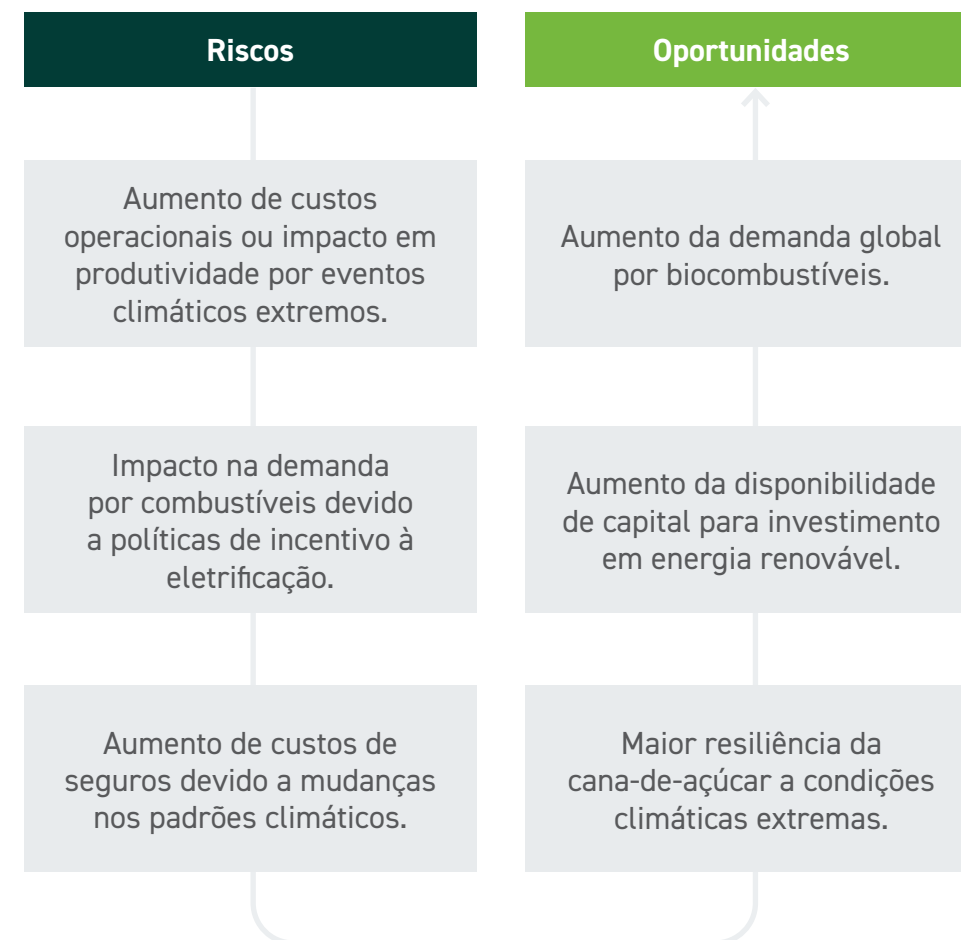 Riscos
Aumento de custos
operacionais ou impacto em
produtividade por eventos
climáticos extremos.
Impacto na demanda
por combustíveis devido
a políticas de incentivo à
eletrificação.
Aumento de custos de
seguros devido a mudanças
nos padrões climáticos.
Oportunidades
Aumento da demanda global
por biocombustíveis.
Aumento da disponibilidade
de capital para investimento
em energia renovável.
Maior resiliência da
cana-de-açúcar a condições
climáticas extremas.